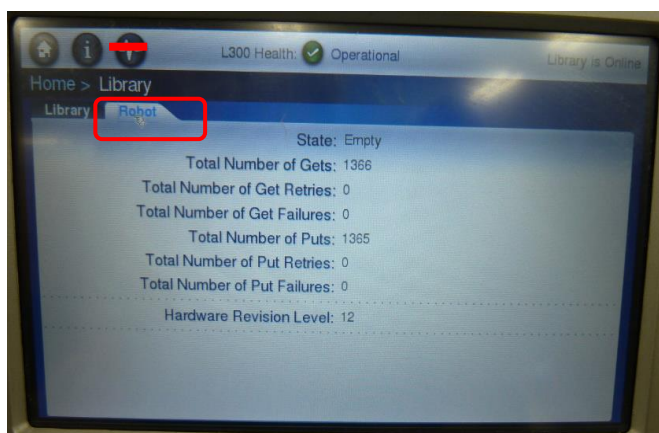 i
L300 Health: Operational
Library is Online
Home > Library
Library Robot
State: Empty
Total Number of Gets: 1366
Total Number of Get Retries: 0
Total Number of Get Failures: 0
Total Number of Puts: 1365
Total Number of Put Retries: 0
Total Number of Put Failures: 0
Hardware Revision Level: 12